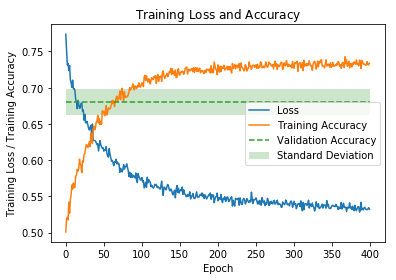 Training Loss and Accuracy
Training Loss / Training Accuracy
0.75
0.70
0.65
0.60
0.55
0.50
Loss
Training Accuracy
Validation Accuracy
Standard Deviation
0 50 100 150 200 250 300 350 400
Epoch